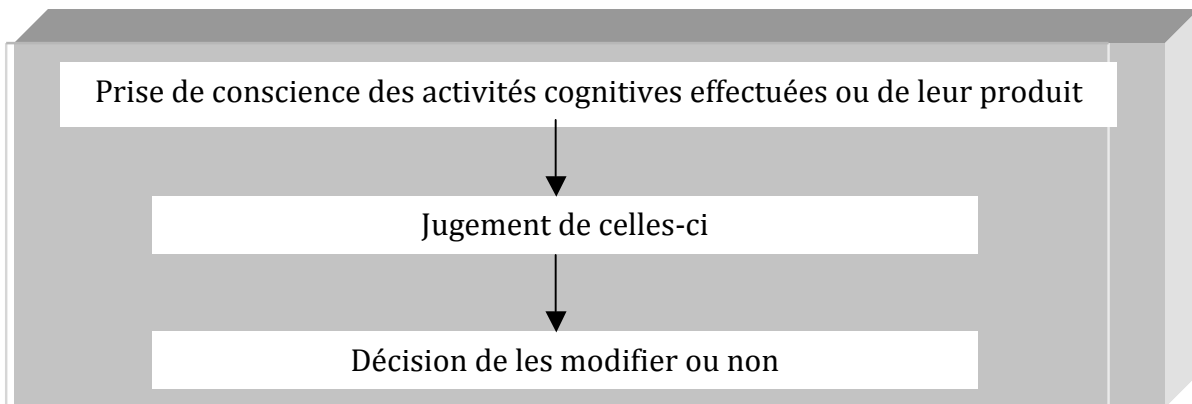 Prise de conscience des activités cognitives effectuées ou de leur produit
Jugement de celles-ci
Décision de les modifier ou non